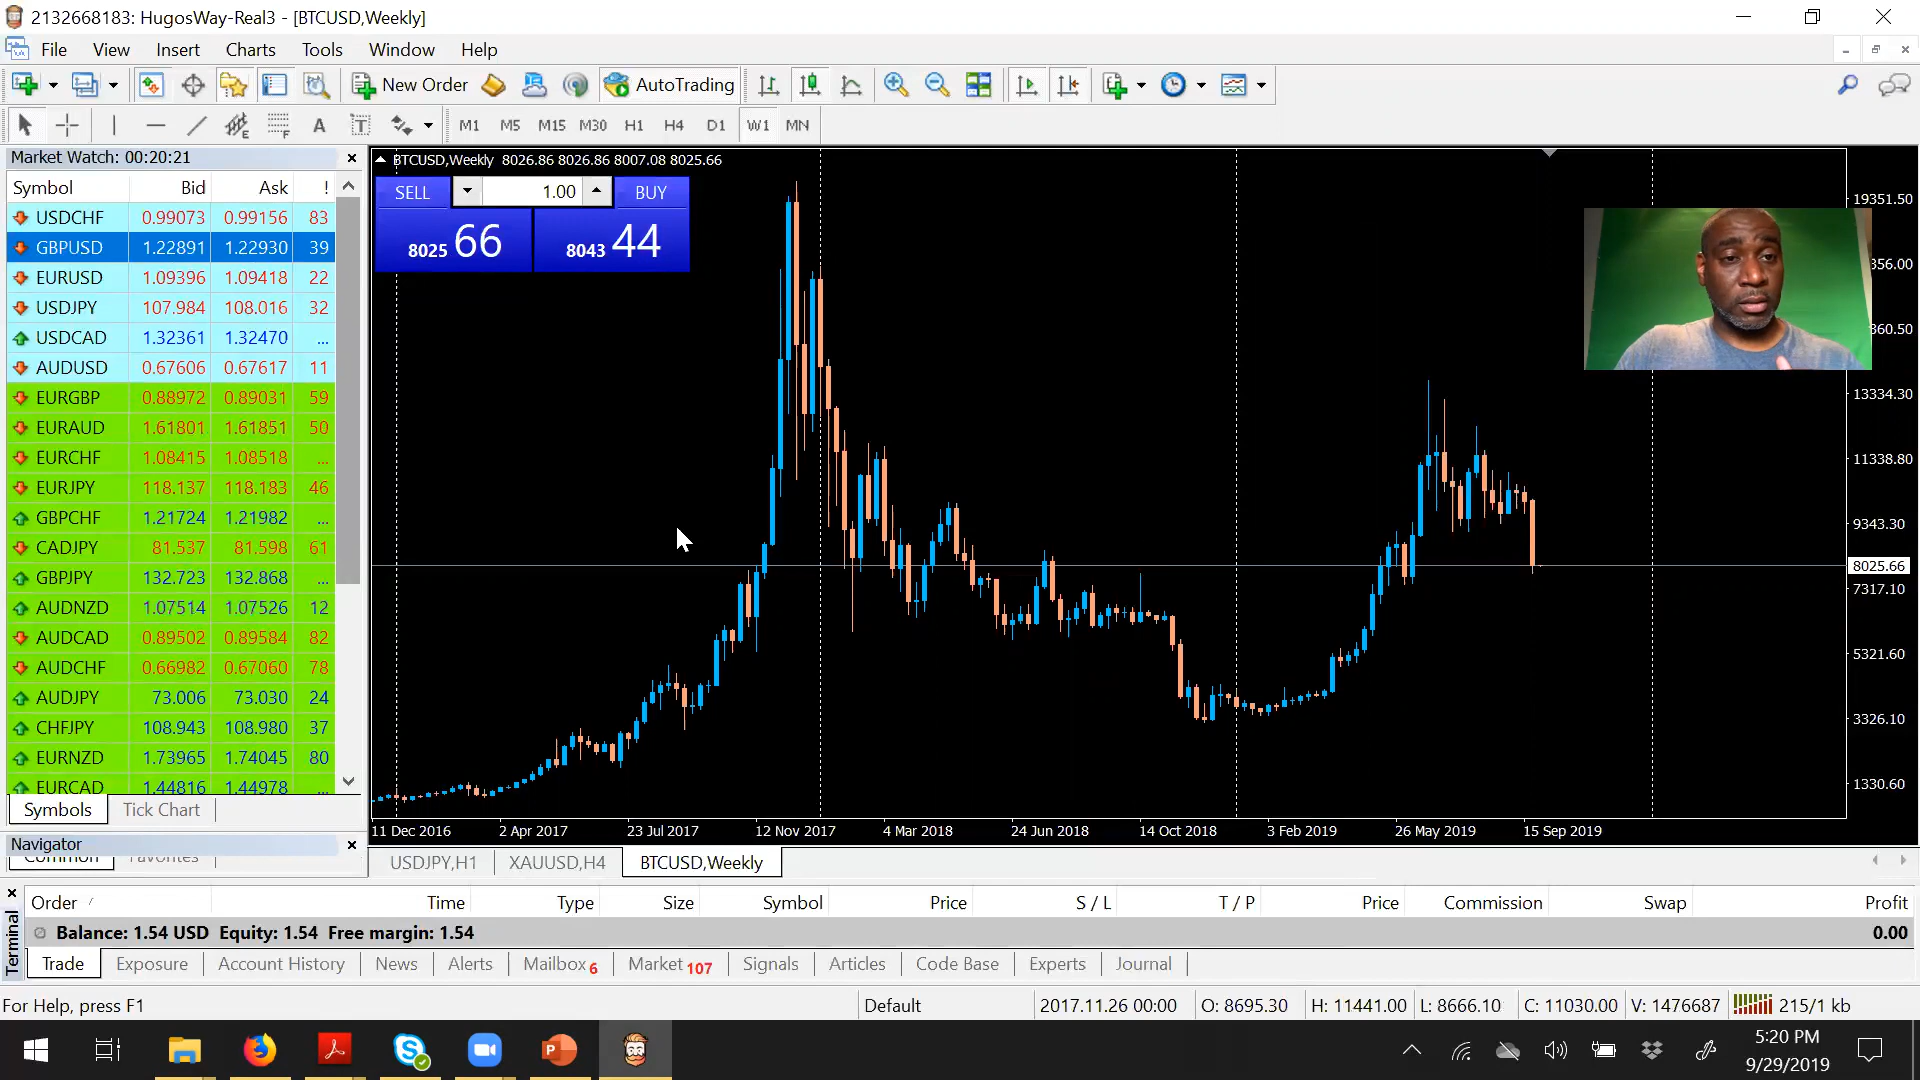 2132668183: HugosWay-Real3 - [BTCUSD,Weekly]
File View Insert Charts Tools Window Help
New Order AutoTrading
A T M1 M5 M15 M30 H1 H4 D1 W1 MN
Market Watch: 00:20:21
Symbol Bid Ask !
USDCHF 0.99073 0.99156 83
GBPUSD 1.22891 1.22930 39
EURUSD 1.09396 1.09418 22
USDJPY 107.984 108.016 32
USDCAD 1.32361 1.32470 ...
AUDUSD 0.67606 0.67617 11
EURGBP 0.88972 0.89031 59
EURAUD 1.61801 1.61851 50
EURCHF 1.08415 1.08518 ...
EURJPY 118.137 118.183 46
GBPCHF 1.21724 1.21982 ...
CADJPY 81.537 81.598 61
GBPJPY 132.723 132.868 ...
AUDNZD 1.07514 1.07526 12
AUDCAD 0.89502 0.89584 82
AUDCHF 0.66982 0.67060 78
AUDJPY 73.006 73.030 24
CHFJPY 108.943 108.980 37
EURNZD 1.73965 1.74045 80
EURCAD 1.44816 1.44978 ...
Symbols Tick Chart
Navigator
Common Favorites
BTCUSD,Weekly 8026.86 8026.86 8007.08 8025.66
SELL 1.00 BUY
8025 66 8043 44
19351.50
356.00
360.50
13334.30
11338.80
9343.30
8025.66
7317.10
5321.60
3326.10
1330.60
11 Dec 2016 2 Apr 2017 23 Jul 2017 12 Nov 2017 4 Mar 2018 24 Jun 2018 14 Oct 2018 3 Feb 2019 26 May 2019 15 Sep 2019
USDJPY,H1 XAUUSD,H4 BTCUSD,Weekly
Terminal
Order / Time Type Size Symbol Price S / L T / P Price Commission Swap Profit
Balance: 1.54 USD Equity: 1.54 Free margin: 1.54 0.00
Trade Exposure Account History News Alerts Mailbox 6 Market 107 Signals Articles Code Base Experts Journal
For Help, press F1 Default 2017.11.26 00:00 O: 8695.30 H: 11441.00 L: 8666.10 C: 11030.00 V: 1476687 215/1 kb
5:20 PM
9/29/2019